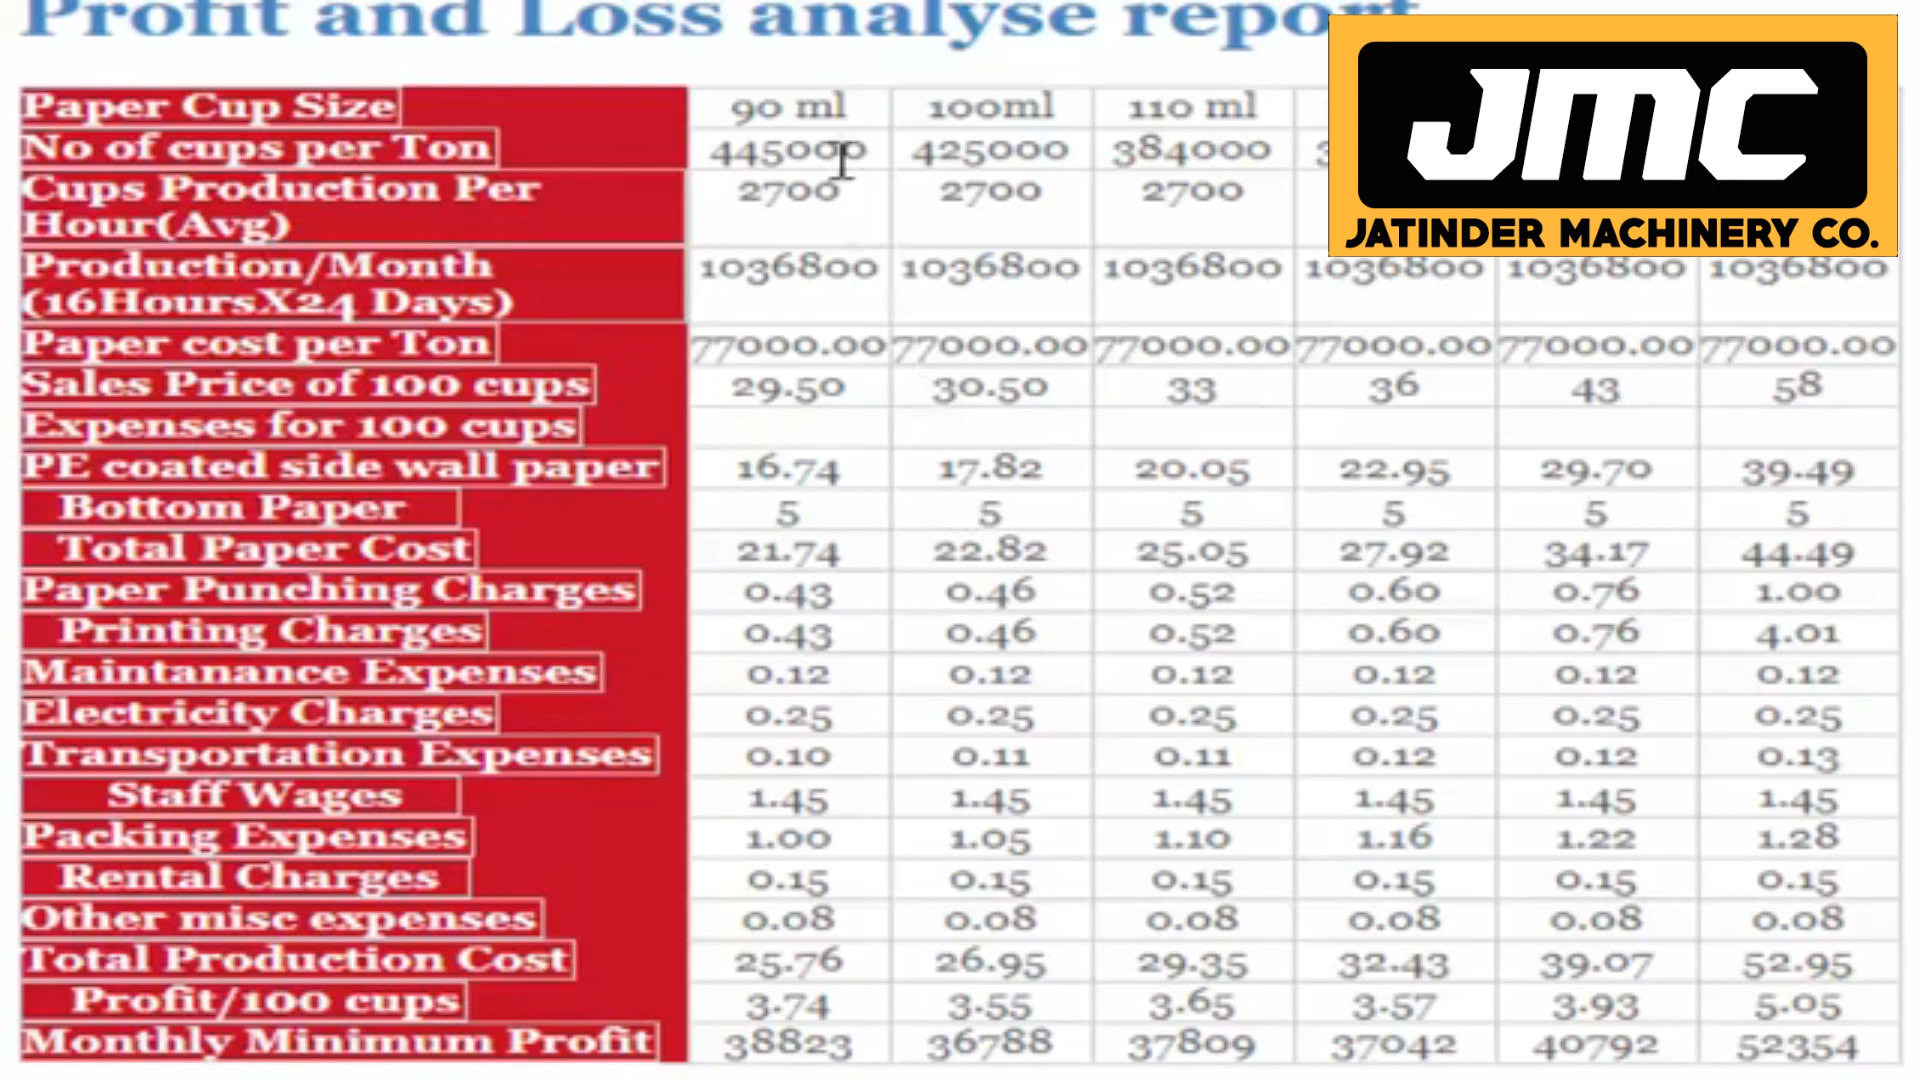 Profit and Loss analyse report
JMC
JATINDER MACHINERY CO.
Paper Cup Size 90 ml 100ml 110 ml
No of cups per Ton 445000 425000 384000
Cups Production Per 2700 2700 2700
Hour(Avg)
Production/Month 1036800 1036800 1036800 1036800 1036800 1036800
(16HoursX24 Days)
Paper cost per Ton 77000.00 77000.00 77000.00 77000.00 77000.00 77000.00
Sales Price of 100 cups 29.50 30.50 33 36 43 58
Expenses for 100 cups
PE coated side wall paper 16.74 17.82 20.05 22.95 29.70 39.49
Bottom Paper 5 5 5 5 5 5
Total Paper Cost 21.74 22.82 25.05 27.92 34.17 44.49
Paper Punching Charges 0.43 0.46 0.52 0.60 0.76 1.00
Printing Charges 0.43 0.46 0.52 0.60 0.76 4.01
Maintanance Expenses 0.12 0.12 0.12 0.12 0.12 0.12
Electricity Charges 0.25 0.25 0.25 0.25 0.25 0.25
Transportation Expenses 0.10 0.11 0.11 0.12 0.12 0.13
Staff Wages 1.45 1.45 1.45 1.45 1.45 1.45
Packing Expenses 1.00 1.05 1.10 1.16 1.22 1.28
Rental Charges 0.15 0.15 0.15 0.15 0.15 0.15
Other misc expenses 0.08 0.08 0.08 0.08 0.08 0.08
Total Production Cost 25.76 26.95 29.35 32.43 39.07 52.95
Profit/100 cups 3.74 3.55 3.65 3.57 3.93 5.05
Monthly Minimum Profit 38823 36788 37809 37042 40792 52354